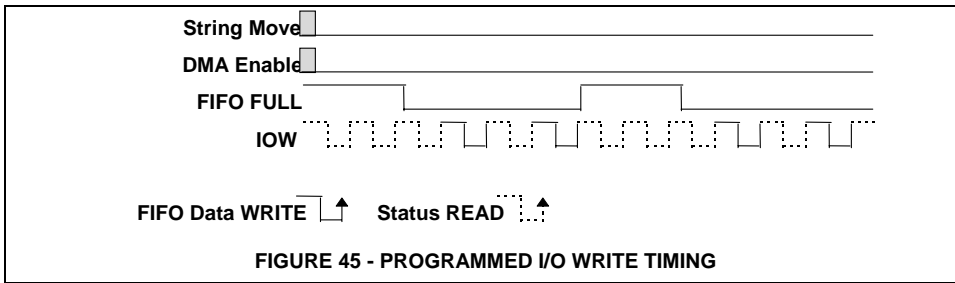 String Move
DMA Enable
FIFO FULL
IOW
FIFO Data WRITE Status READ
FIGURE 45 - PROGRAMMED I/O WRITE TIMING